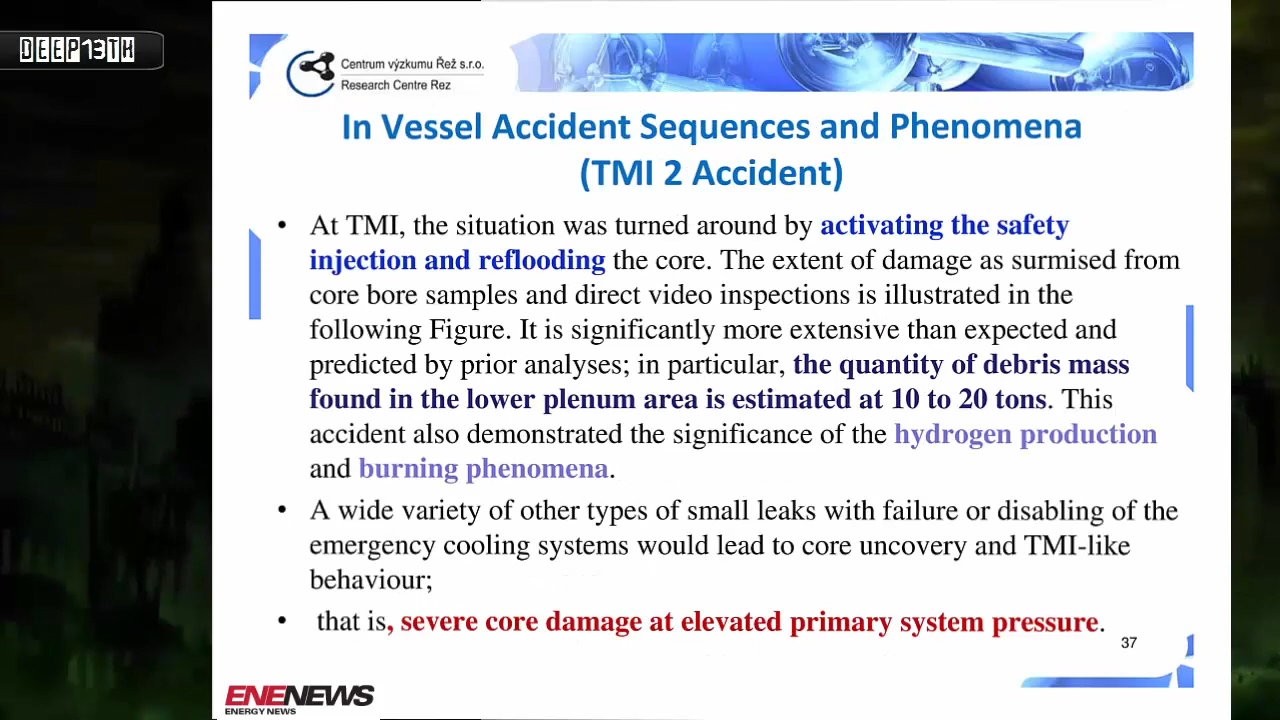 DEEP13TH
Centrum výzkumu Řež s.r.o.
Research Centre Rez
In Vessel Accident Sequences and Phenomena
(TMI 2 Accident)
• At TMI, the situation was turned around by activating the safety
injection and reflooding the core. The extent of damage as surmised from
core bore samples and direct video inspections is illustrated in the
following Figure. It is significantly more extensive than expected and
predicted by prior analyses; in particular, the quantity of debris mass
found in the lower plenum area is estimated at 10 to 20 tons. This
accident also demonstrated the significance of the hydrogen production
and burning phenomena.
• A wide variety of other types of small leaks with failure or disabling of the
emergency cooling systems would lead to core uncovery and TMI-like
behaviour;
• that is, severe core damage at elevated primary system pressure.
37
ENENEWS
ENERGY NEWS